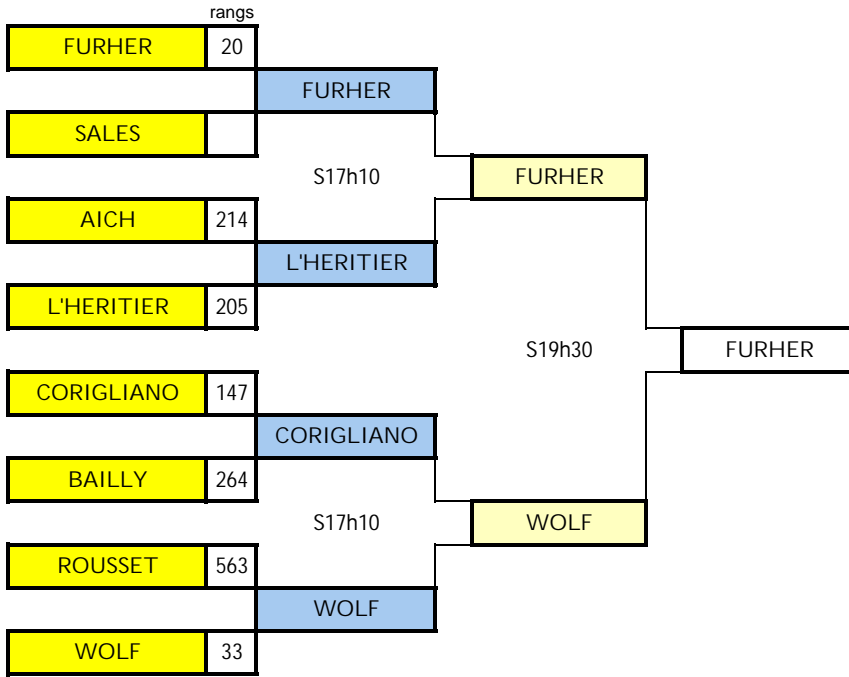 rangs
FURHER 20
FURHER
SALES
S17h10 FURHER
AICH 214
L'HERITIER
L'HERITIER 205
S19h30 FURHER
CORIGLIANO 147
CORIGLIANO
BAILLY 264
S17h10 WOLF
ROUSSET 563
WOLF
WOLF 33